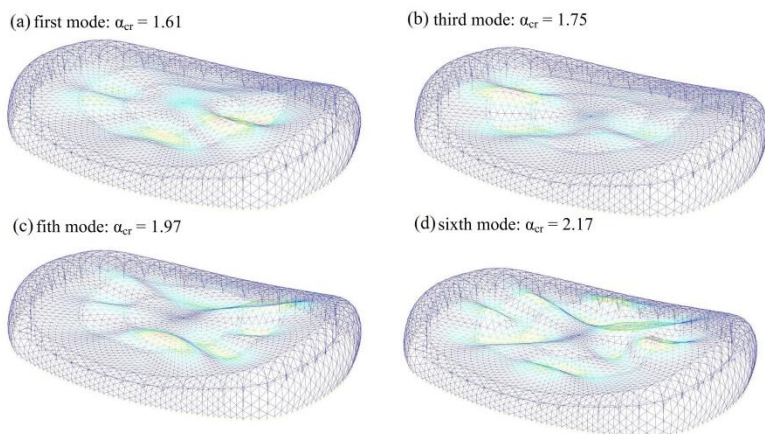 (a) first mode: αcr = 1.61
(b) third mode: αcr = 1.75
(c) fith mode: αcr = 1.97
(d) sixth mode: αcr = 2.17